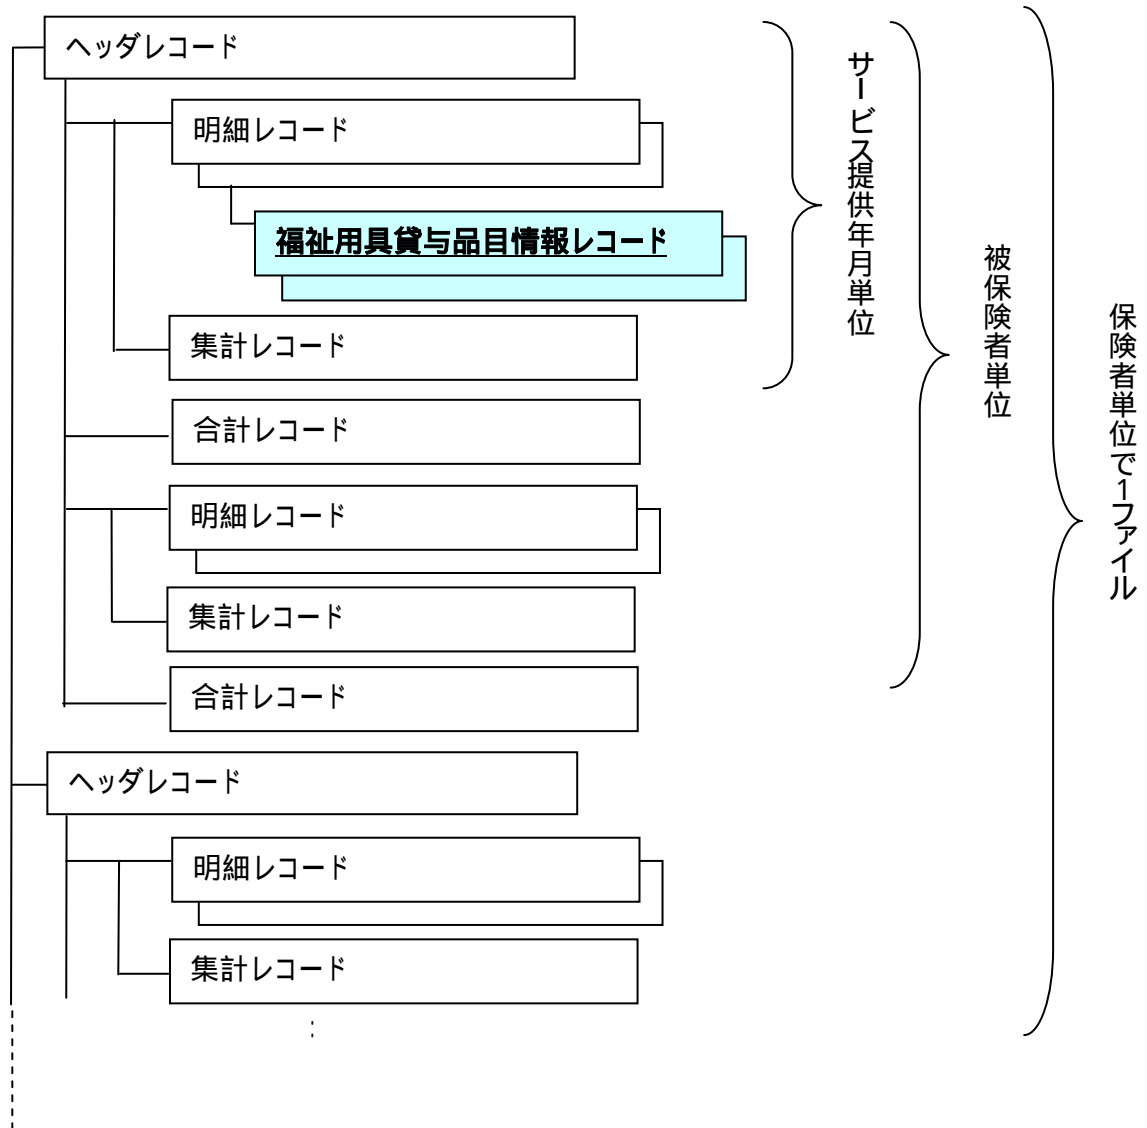 ヘッダレコード
明細レコード
福祉用具貸与品目情報レコード
集計レコード
合計レコード
明細レコード
集計レコード
合計レコード
ヘッダレコード
明細レコード
集計レコード
:
サービス提供年月単位
被保険者単位
保険者単位で1ファイル